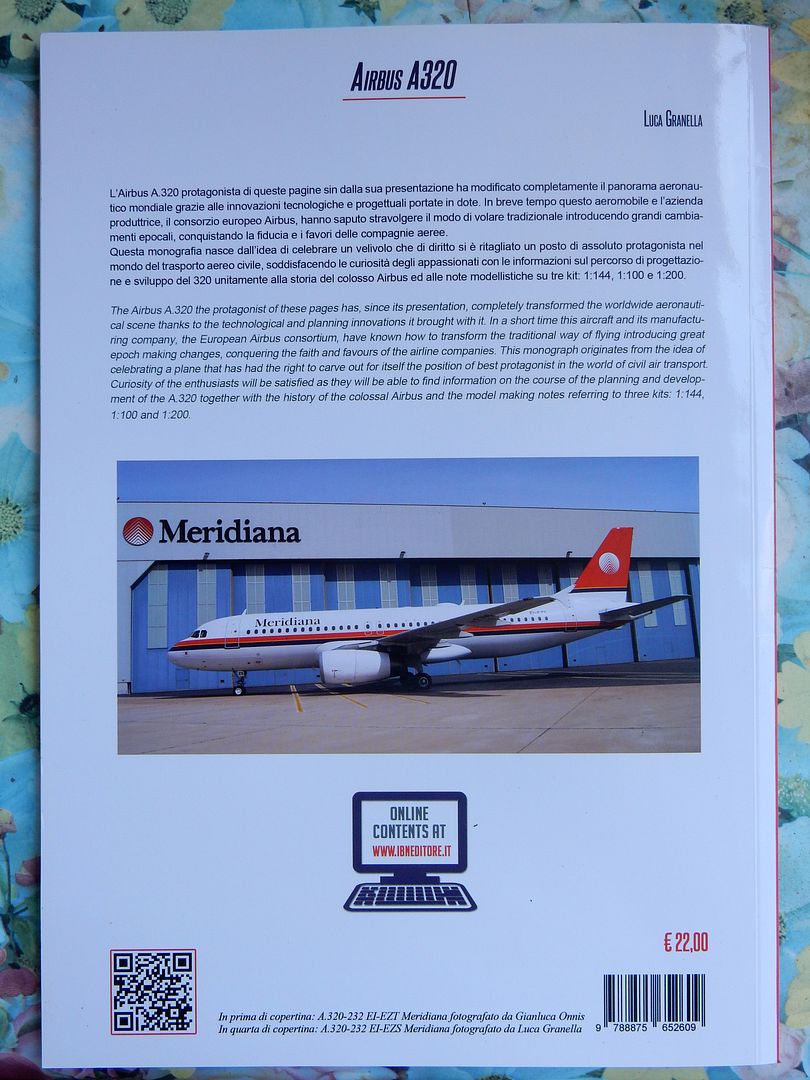 AIRBUS A320
LUCA GRANELLA
L'Airbus A.320 protagonista di queste pagine sin dalla sua presentazione ha modificato completamente il panorama aeronau-
tico mondiale grazie alle innovazioni tecnologiche e progettuali portate in dote. In breve tempo questo aeromobile e l'azienda
produttrice, il consorzio europeo Airbus, hanno saputo stravolgere il modo di volare tradizionale introducendo grandi cambia-
menti epocali, conquistando la fiducia e i favori delle compagnie aeree.
Questa monografia nasce dall'idea di celebrare un velivolo che di diritto si è ritagliato un posto di assoluto protagonista nel
mondo del trasporto aereo civile, soddisfacendo le curiosità degli appassionati con le informazioni sul percorso di progettazio-
ne e sviluppo del 320 unitamente alla storia del colosso Airbus ed alle note modellistiche su tre kit: 1:144, 1:100 e 1:200.
The Airbus A.320 the protagonist of these pages has, since its presentation, completely transformed the worldwide aeronauti-
cal scene thanks to the technological and planning innovations it brought with it. In a short time this aircraft and its manufactu-
ring company, the European Airbus consortium, have known how to transform the traditional way of flying introducing great
epoch making changes, conquering the faith and favours of the airline companies. This monograph originates from the idea of
celebrating a plane that has had the right to carve out for itself the position of best protagonist in the world of civil air transport.
Curiosity of the enthusiasts will be satisfied as they will be able to find information on the course of the planning and develop-
ment of the A.320 together with the history of the colossal Airbus and the model making notes referring to three kits: 1:144,
1:100 and 1:200.
Meridiana
Meridiana
ONLINE
CONTENTS AT
WWW.IBNEDITORE.IT
€ 22,00
In prima di copertina: A.320-232 EI-EZT Meridiana fotografato da Gianluca Onnis
In quarta di copertina: A.320-232 EI-EZS Meridiana fotografato da Luca Granella
9 788875 652609